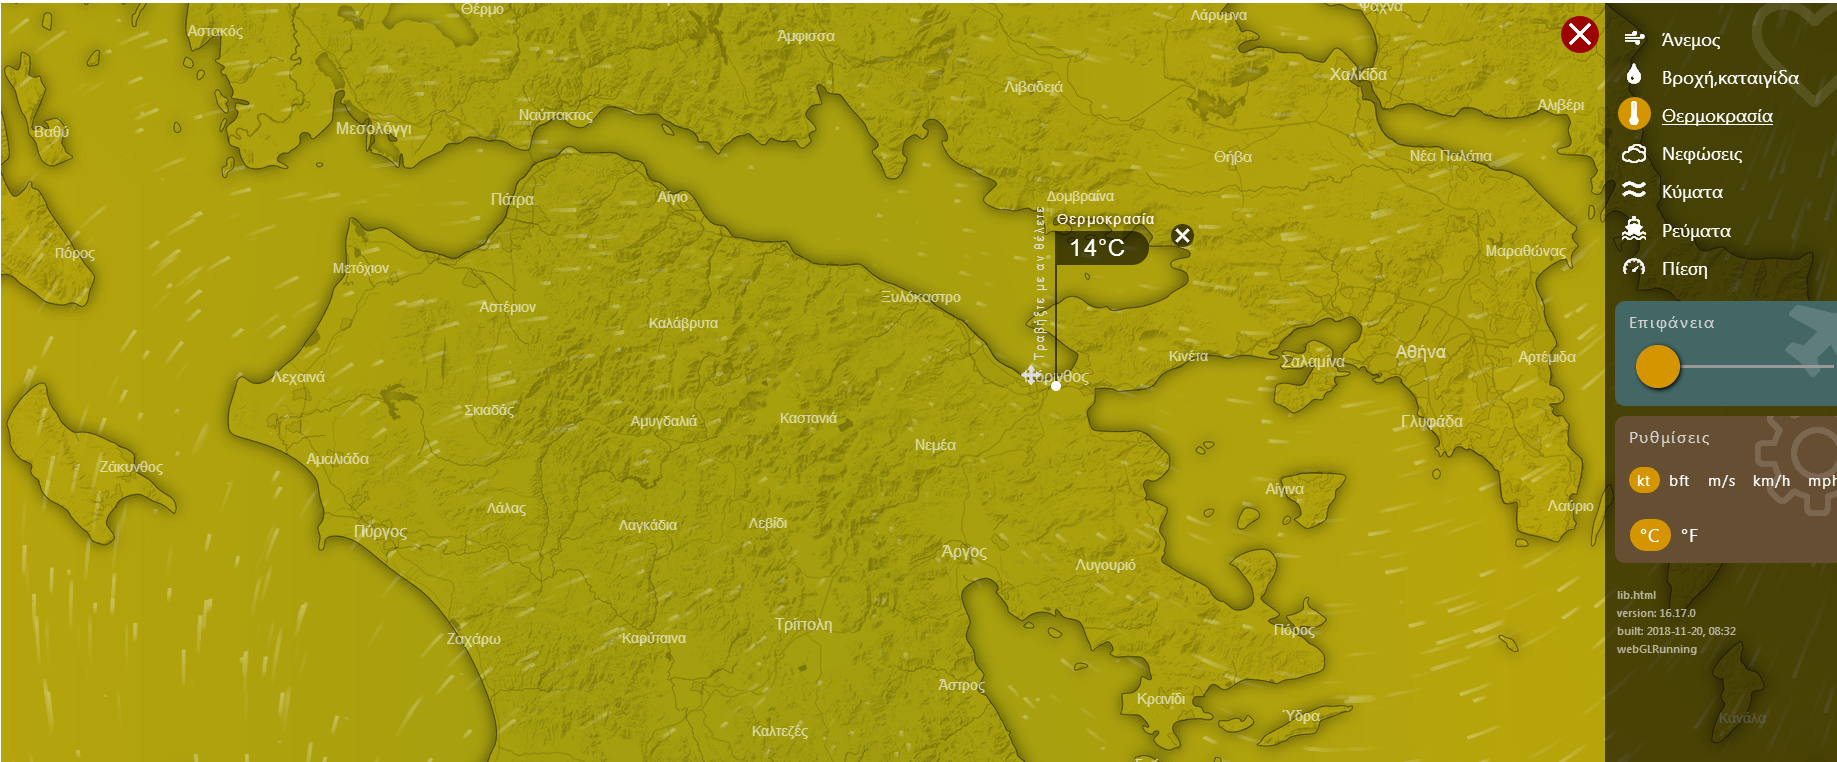 Θέρμο
Λάρυμνα
Ψαχνά
Αστακός
Άμφισσα
Χαλκίδα
Λιβαδειά
Αλιβέρι
Ναύπακτος
Μεσολόγγι
Βαθύ
Θήβα
Νέα Παλάτια
Πάτρα
Αίγιο
Δομβραίνα
Θερμοκρασία
14°C
Τραβήξτε με αν θέλετε
Πόρος
Μαραθώνας
Μετόχιον
Αστέριον
Ξυλόκαστρο
Καλάβρυτα
Κινέτα
Σαλαμίνα
Αθήνα
Αρτέμιδα
Λεχαινά
Κόρινθος
Σκιαδάς
Αμυγδαλιά
Καστανιά
Γλυφάδα
Νεμέα
Αμαλιάδα
Ζάκυνθος
Αίγινα
Λάλας
Λαγκάδια
Λεβίδι
Λαύριο
Πύργος
Άργος
Λυγουριό
Τρίπολη
Πόρος
Ζαχάρω
Καρύταινα
Άστρος
Κρανίδι
Ύδρα
Καλτεζές
Άνεμος
Βροχή,καταιγίδα
Θερμοκρασία
Νεφώσεις
Κύματα
Ρεύματα
Πίεση
Επιφάνεια
Ρυθμίσεις
kt bft m/s km/h mph
°C °F
lib.html
version: 16.17.0
built: 2018-11-20, 08:32
webGLRunning
Κανάλα